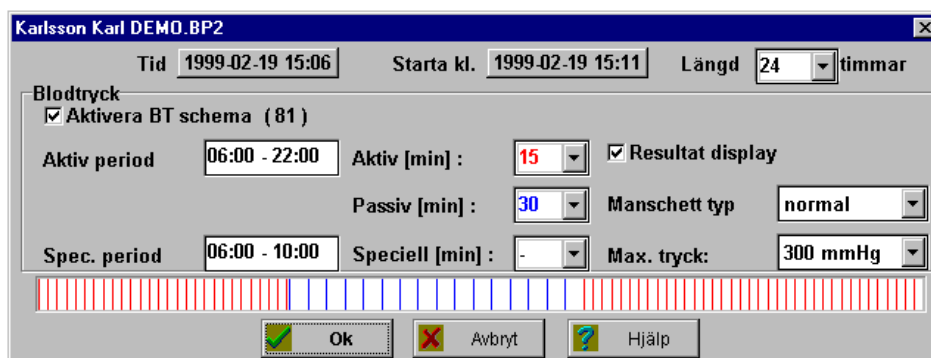 Karlsson Karl DEMO.BP2
Tid 1999-02-19 15:06 Starta kl. 1999-02-19 15:11 Längd 24 timmar
Blodtryck
Aktivera BT schema ( 81 )
Aktiv period 06:00 - 22:00 Aktiv [min] : 15 Resultat display
Passiv [min] : 30 Manschett typ normal
Spec. period 06:00 - 10:00 Speciell [min] : - Max. tryck: 300 mmHg
Ok Avbryt Hjälp